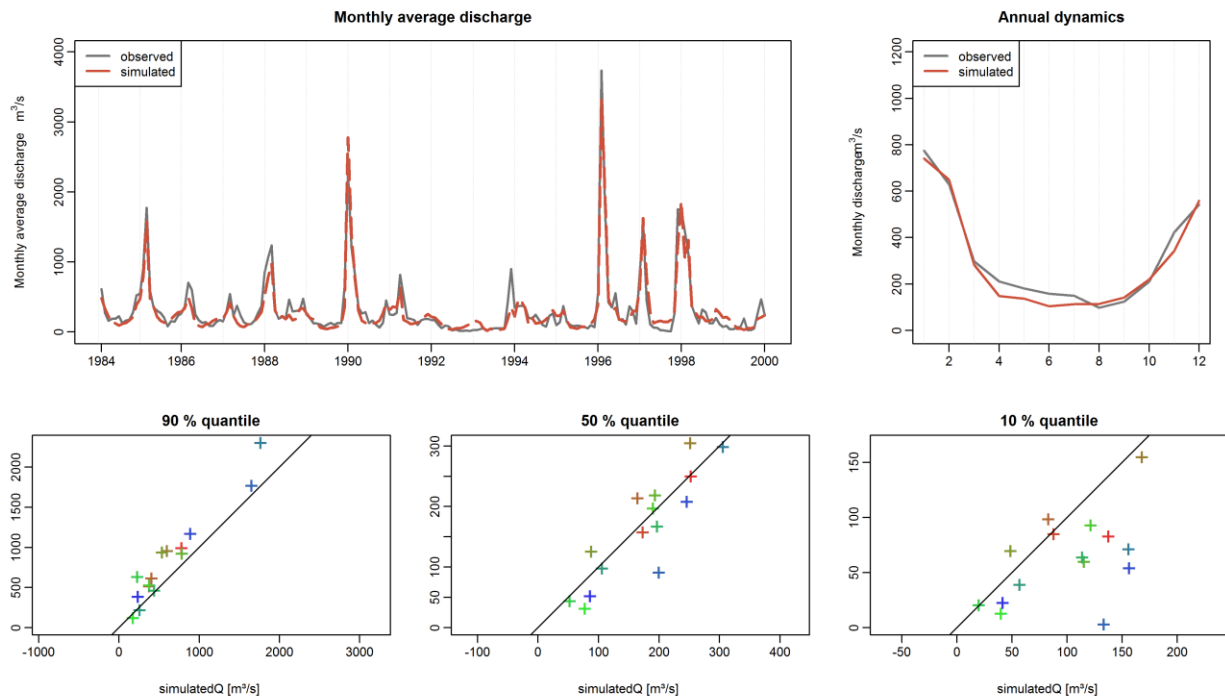 Monthly average discharge
observed
simulated
Monthly average discharge m³/s
0 1000 2000 3000 4000
1984 1986 1988 1990 1992 1994 1996 1998 2000
Annual dynamics
observed
simulated
Monthly dischargem³/s
0 200 400 600 800 1000 1200
2 4 6 8 10 12
90 % quantile
0 500 1000 1500 2000
-1000 0 1000 2000 3000
simulatedQ [m³/s]
50 % quantile
0 50 100 200 300
-100 0 100 200 300 400
simulatedQ [m³/s]
10 % quantile
0 50 100 150
-50 0 50 100 150 200
simulatedQ [m³/s]